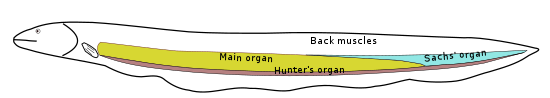 Back muscles
Main organ
Sachs' organ
Hunter's organ